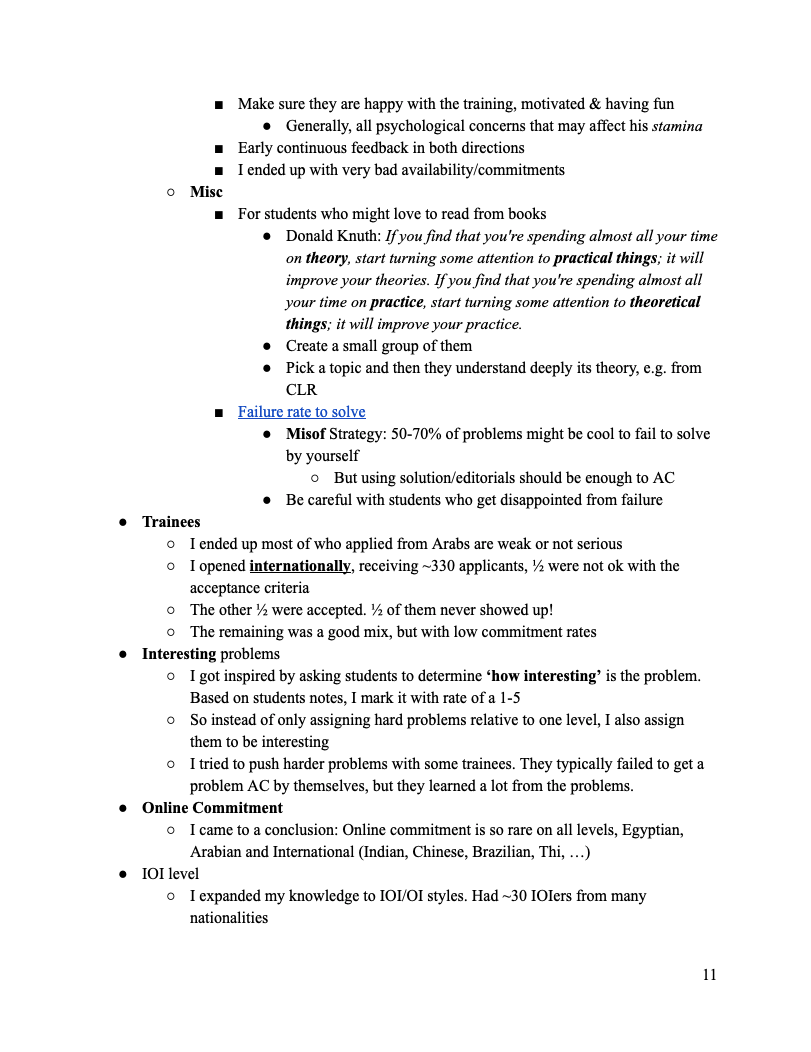 ■ Make sure they are happy with the training, motivated & having fun
● Generally, all psychological concerns that may affect his stamina
■ Early continuous feedback in both directions
■ I ended up with very bad availability/commitments
○ Misc
■ For students who might love to read from books
● Donald Knuth: If you find that you're spending almost all your time
on theory, start turning some attention to practical things; it will
improve your theories. If you find that you're spending almost all
your time on practice, start turning some attention to theoretical
things; it will improve your practice.
● Create a small group of them
● Pick a topic and then they understand deeply its theory, e.g. from
CLR
■ Failure rate to solve
● Misof Strategy: 50-70% of problems might be cool to fail to solve
by yourself
○ But using solution/editorials should be enough to AC
● Be careful with students who get disappointed from failure
● Trainees
○ I ended up most of who applied from Arabs are weak or not serious
○ I opened internationally, receiving ~330 applicants, ½ were not ok with the
acceptance criteria
○ The other ½ were accepted. ½ of them never showed up!
○ The remaining was a good mix, but with low commitment rates
● Interesting problems
○ I got inspired by asking students to determine ‘how interesting’ is the problem.
Based on students notes, I mark it with rate of a 1-5
○ So instead of only assigning hard problems relative to one level, I also assign
them to be interesting
○ I tried to push harder problems with some trainees. They typically failed to get a
problem AC by themselves, but they learned a lot from the problems.
● Online Commitment
○ I came to a conclusion: Online commitment is so rare on all levels, Egyptian,
Arabian and International (Indian, Chinese, Brazilian, Thi, …)
● IOI level
○ I expanded my knowledge to IOI/OI styles. Had ~30 IOIers from many
nationalities
11